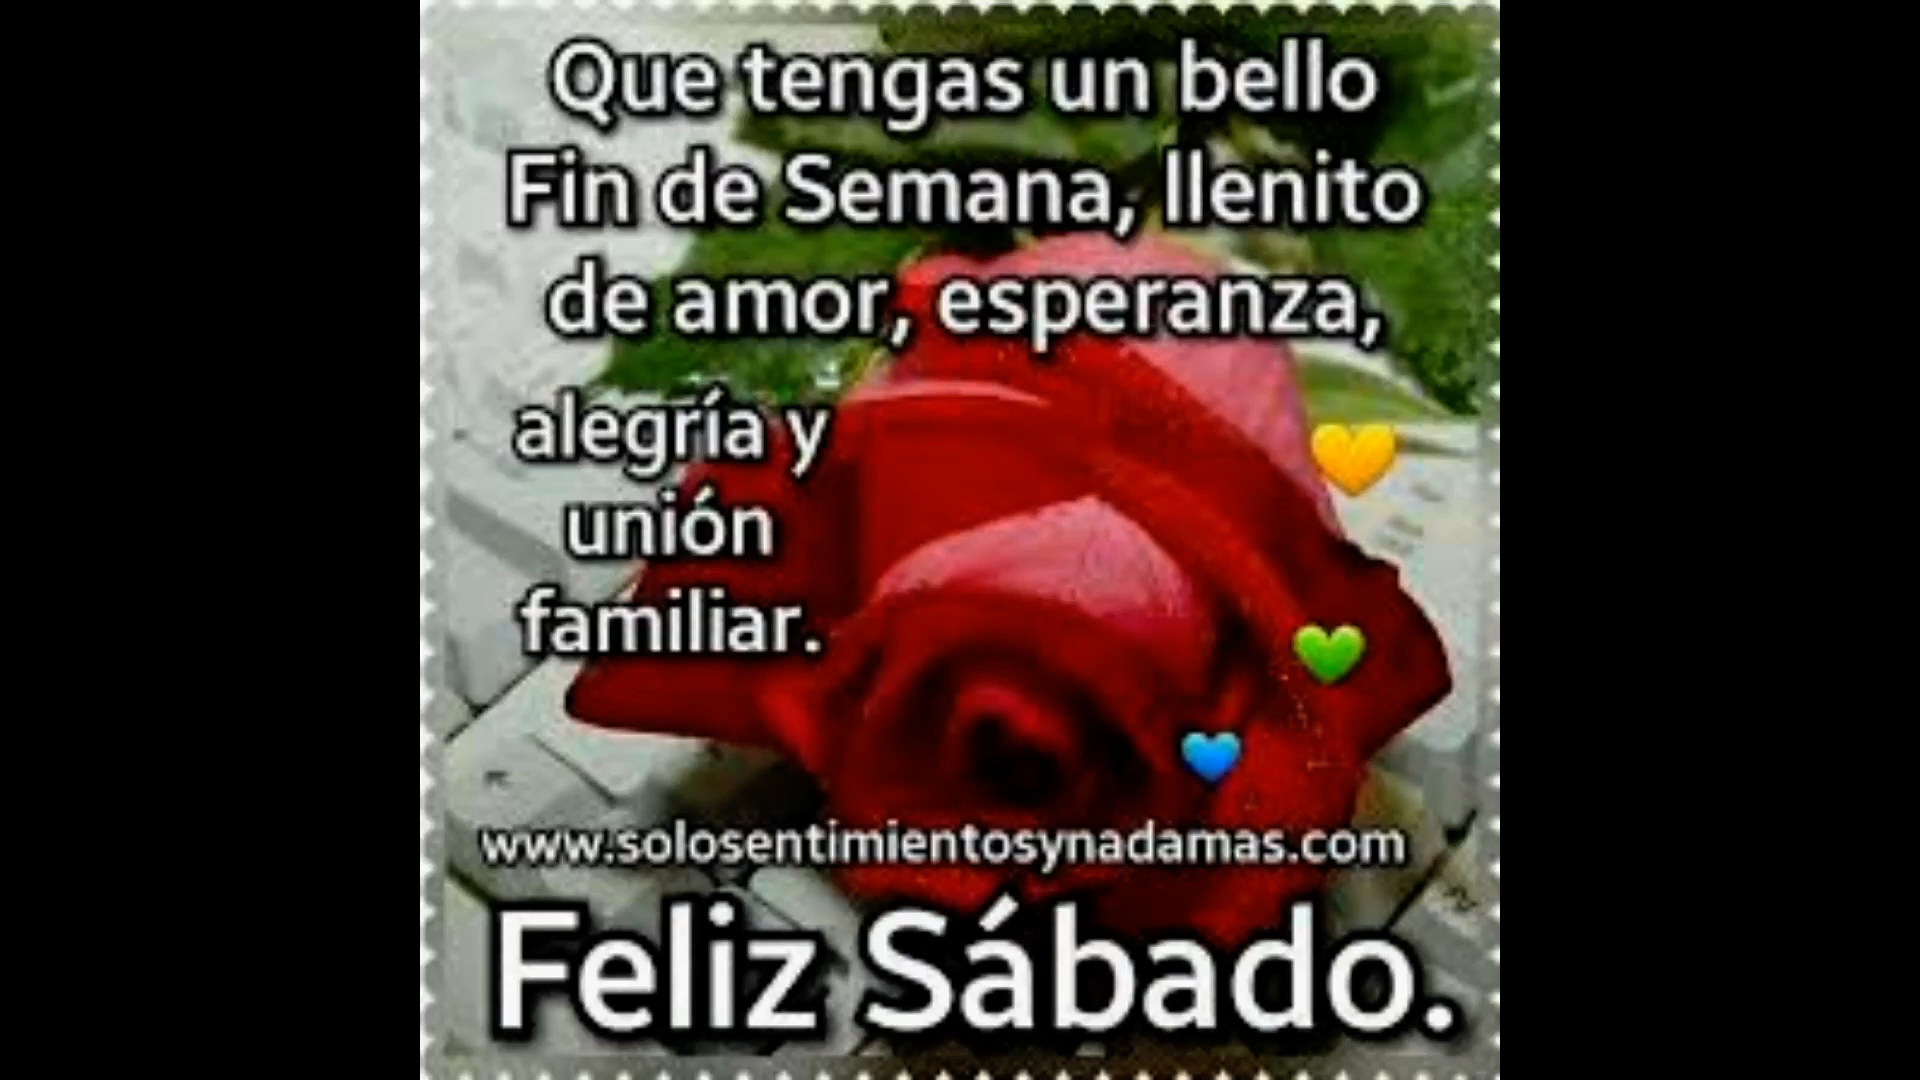 Que tengas un bello
Fin de Semana, llenito
de amor, esperanza,
alegría y
unión
familiar.
www.solosentimientosynadamas.com
Feliz Sábado.